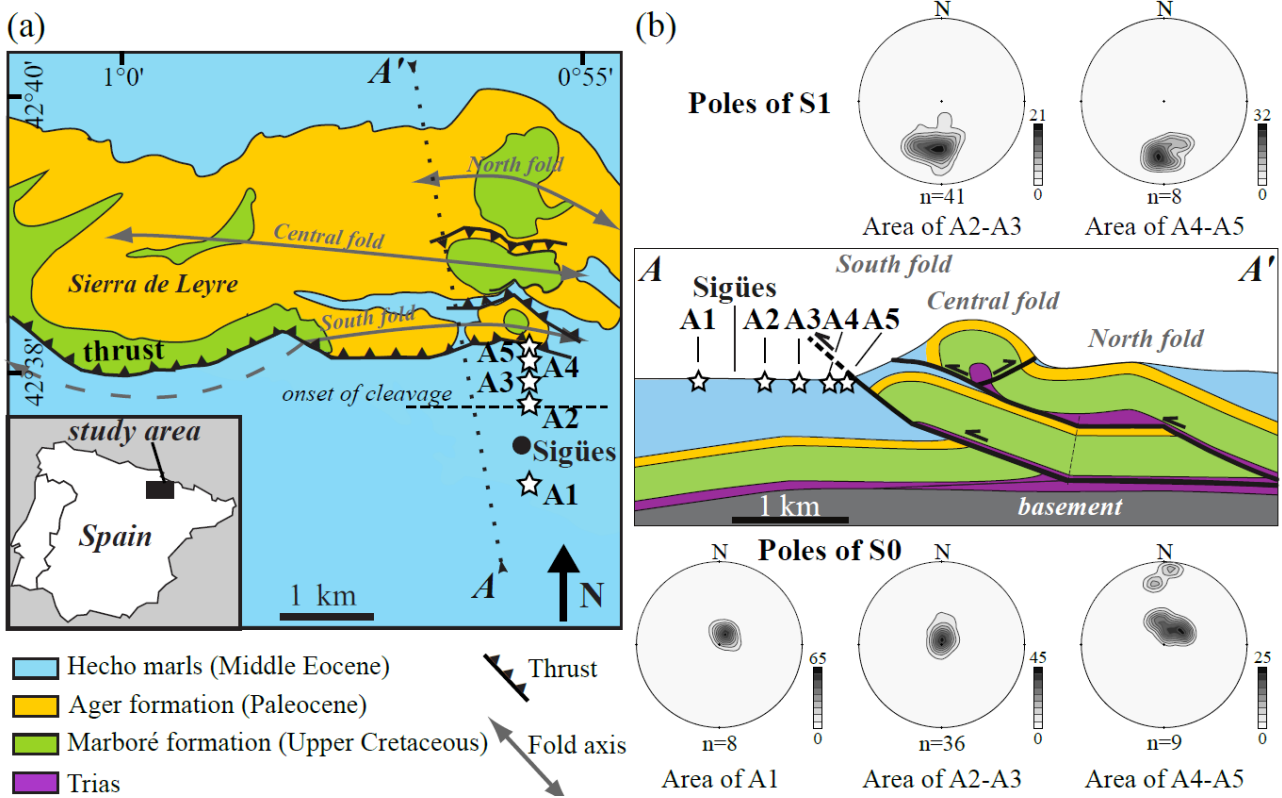 (a)
1°0'
0°55'
42°40'
42°38'
A'
North fold
Central fold
Sierra de Leyre
South fold
thrust
A5
A4
A3
onset of cleavage
A2
study area
Sigües
A1
Spain
A
1 km
N
Hecho marls (Middle Eocene)
Ager formation (Paleocene)
Marboré formation (Upper Cretaceous)
Trias
Thrust
Fold axis
(b)
N
N
Poles of S1
21
0
32
0
n=41
n=8
Area of A2-A3
Area of A4-A5
A
South fold
A'
Sigües
Central fold
A1 A2 A3 A4 A5
North fold
1 km
basement
Poles of S0
N
N
N
65
0
45
0
25
0
n=8
n=36
n=9
Area of A1
Area of A2-A3
Area of A4-A5